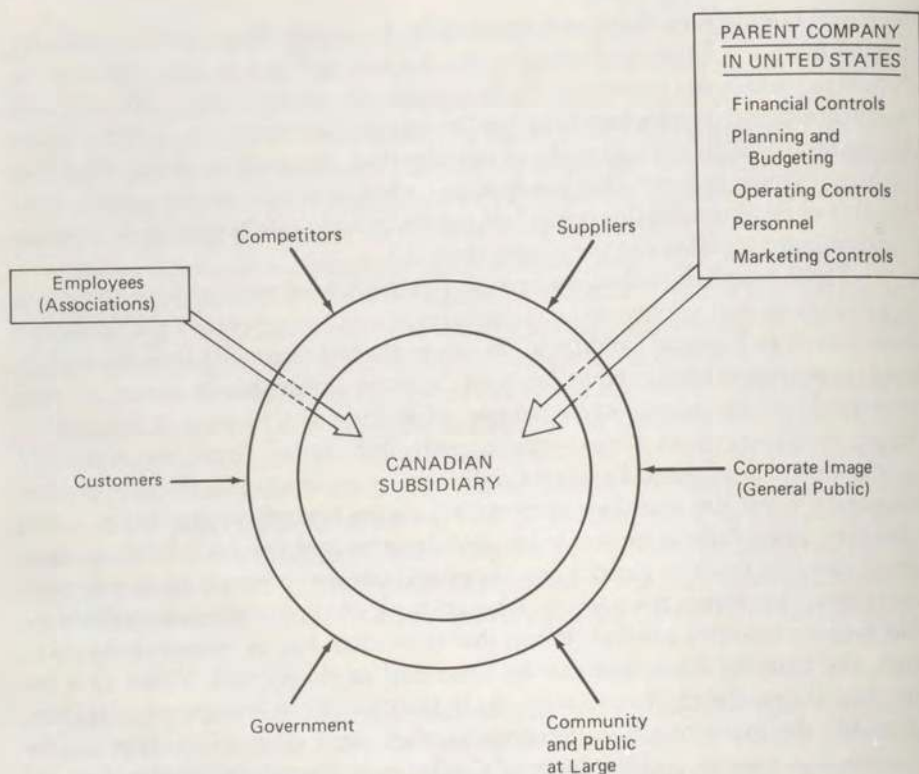 PARENT COMPANY
IN UNITED STATES
Financial Controls
Planning and
Budgeting
Operating Controls
Personnel
Marketing Controls
Competitors
Suppliers
Employees
(Associations)
Customers
CANADIAN
SUBSIDIARY
Corporate Image
(General Public)
Government
Community
and Public
at Large